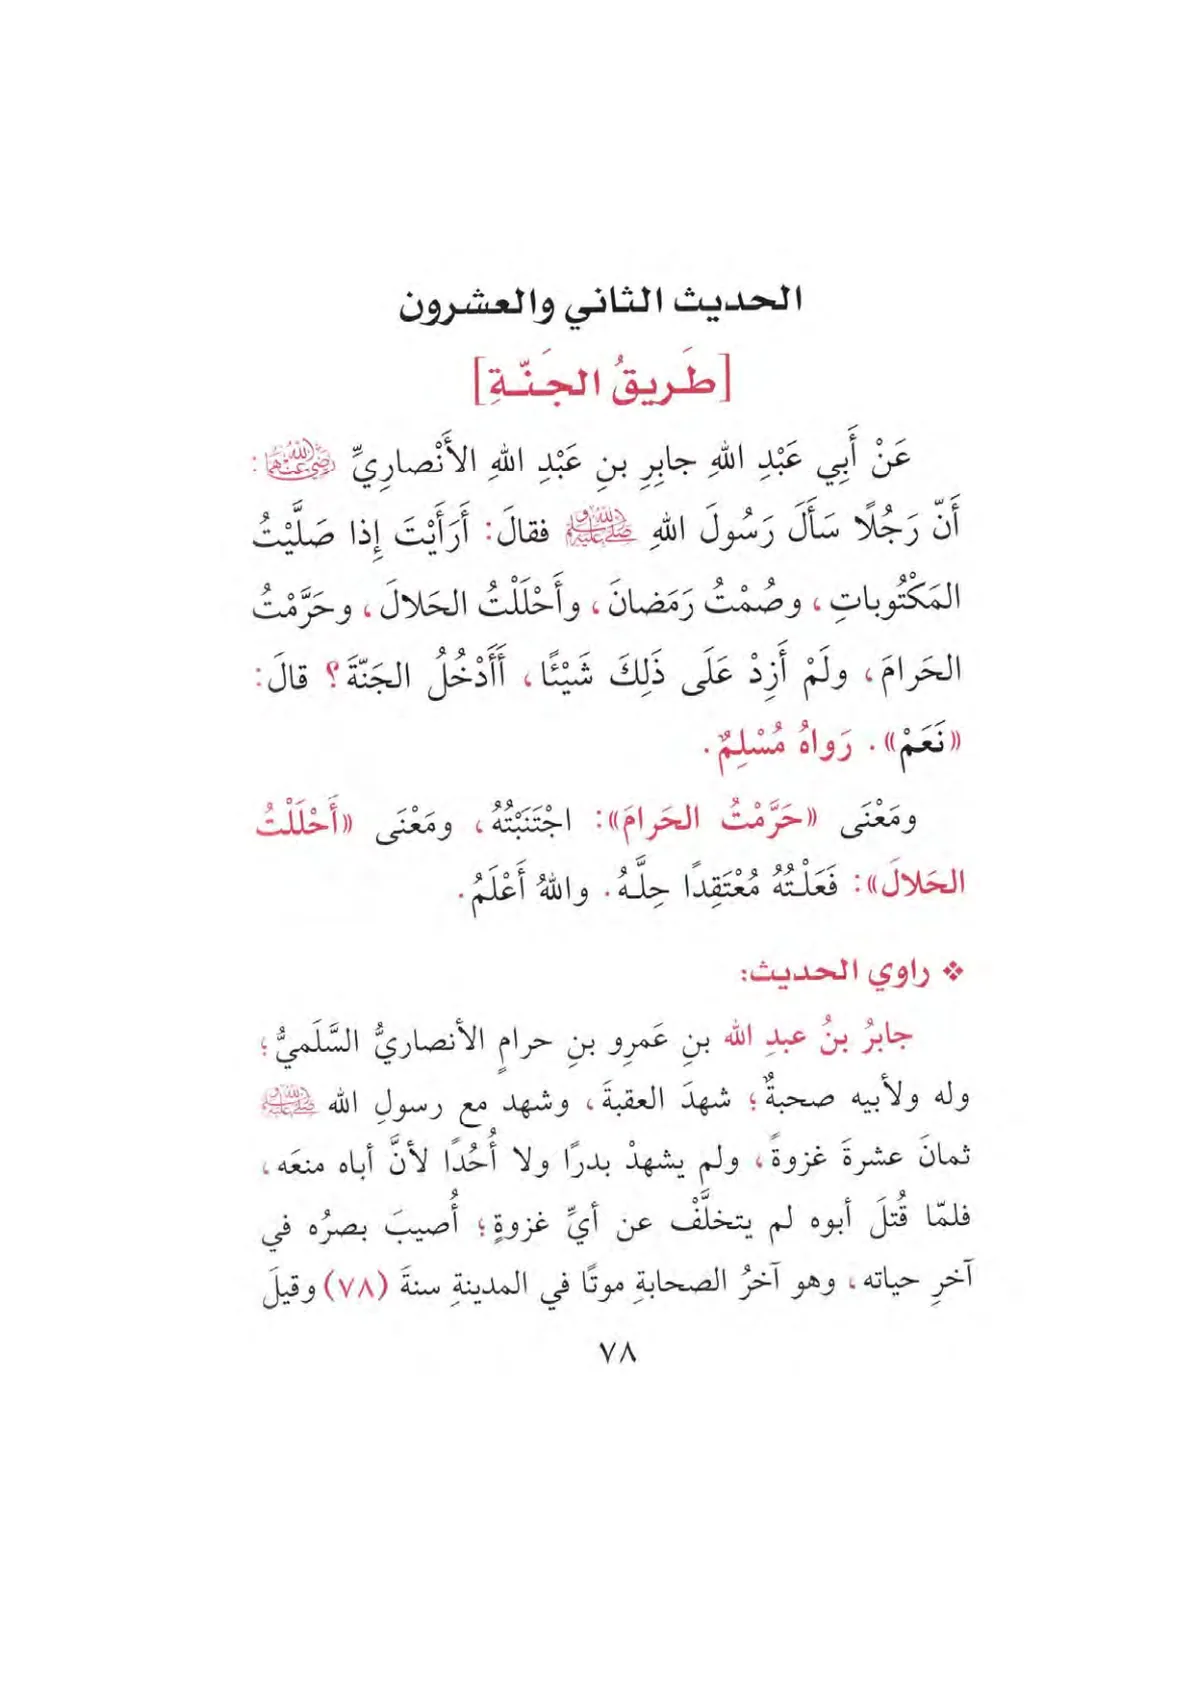 الحديث الثاني والعشرون
[طَريقُ الجَنّةِ]
عَنْ أَبِي عَبْدِ اللهِ جابِرِ بنِ عَبْدِ اللهِ الأَنْصارِيِّ رضي الله عنهما:
أَنّ رَجُلًا سَأَلَ رَسُولَ اللهِ ﷺ فقالَ: أَرَأَيْتَ إِذا صَلَّيْتُ
المَكْتُوباتِ، وصُمْتُ رَمَضانَ، وأَحْلَلْتُ الحَلالَ، وحَرَّمْتُ
الحَرامَ، ولَمْ أَزِدْ عَلَى ذَلِكَ شَيْئًا، أَأَدْخُلُ الجَنّةَ؟ قالَ:
«نَعَمْ». رَواهُ مُسْلِمٌ.
ومَعْنَى «حَرَّمْتُ الحَرامَ»: اجْتَنَبْتُهُ، ومَعْنَى «أَحْلَلْتُ
الحَلالَ»: فَعَلْتُهُ مُعْتَقِدًا حِلَّهُ. واللهُ أَعْلَمُ.
❖ راوي الحديث:
جابرُ بنُ عبدِ الله بنِ عَمرِو بنِ حرامٍ الأنصاريُّ السَّلَميُّ؛
وله ولأبيه صحبةٌ؛ شهدَ العقبةَ، وشهد مع رسولِ الله ﷺ
ثمانَ عشرةَ غزوةً، ولم يشهدْ بدرًا ولا أُحُدًا لأنَّ أباه منعَه،
فلمّا قُتلَ أبوه لم يتخلَّفْ عن أيِّ غزوةٍ؛ أُصيبَ بصرُه في
آخرِ حياته، وهو آخرُ الصحابةِ موتًا في المدينةِ سنةَ (٧٨) وقيلَ
٧٨